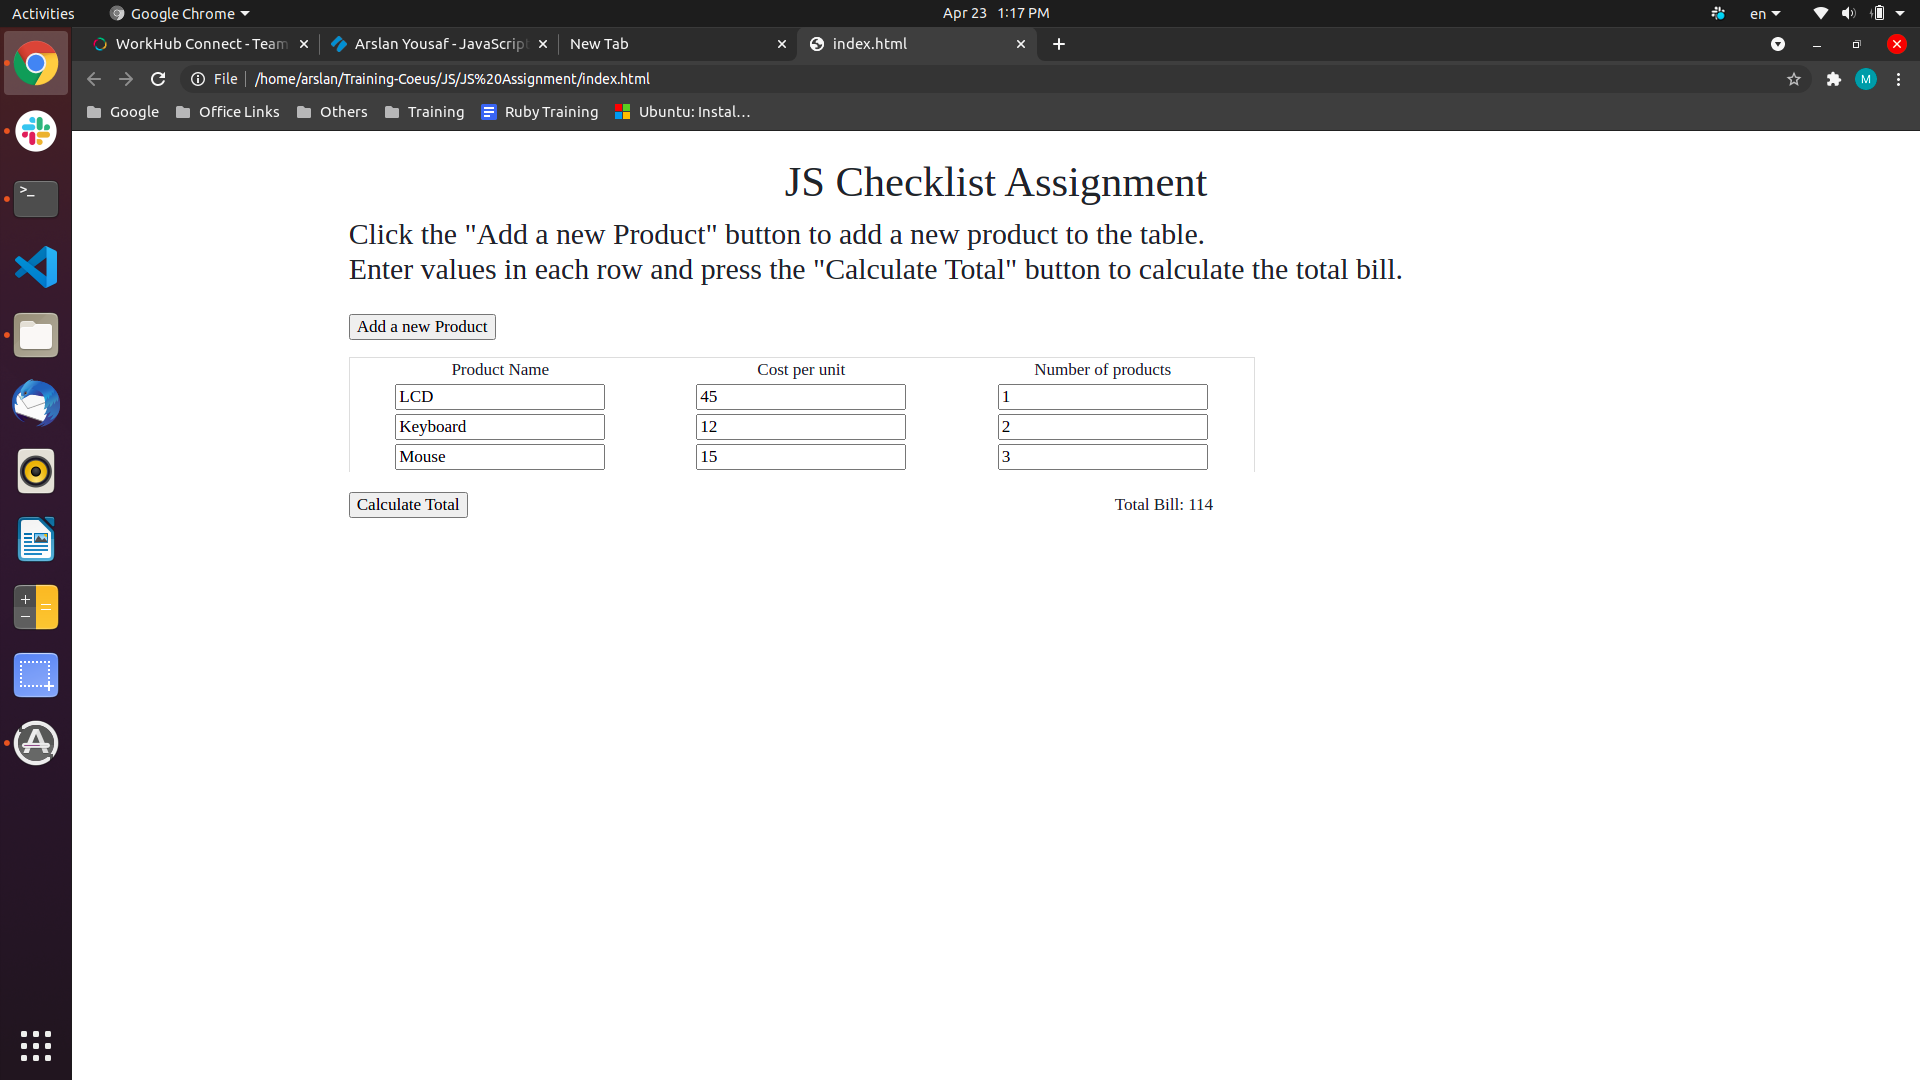 Activities Google Chrome Apr 23 1:17 PM en
WorkHub Connect - Team Arslan Yousaf - JavaScript New Tab index.html
File /home/arslan/Training-Coeus/JS/JS%20Assignment/index.html M
Google Office Links Others Training Ruby Training Ubuntu: Instal...
JS Checklist Assignment
Click the "Add a new Product" button to add a new product to the table.
Enter values in each row and press the "Calculate Total" button to calculate the total bill.
Add a new Product
Product Name Cost per unit Number of products
LCD 45 1
Keyboard 12 2
Mouse 15 3
Calculate Total Total Bill: 114